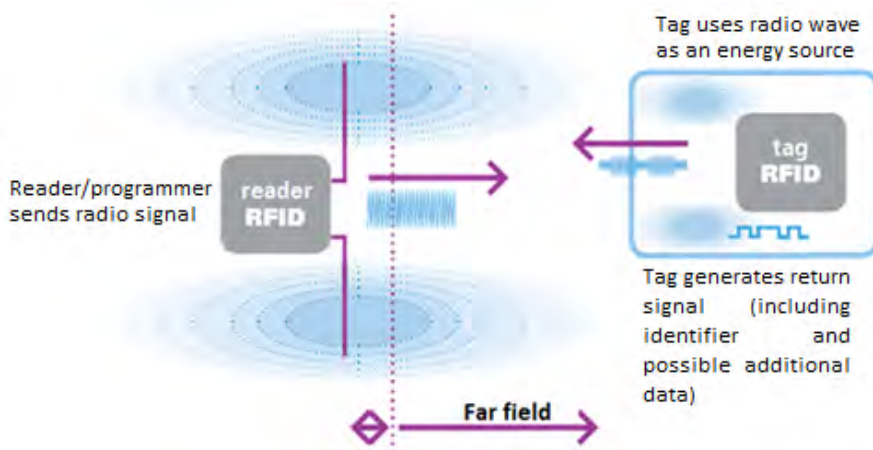 Tag uses radio wave
as an energy source
Reader/programmer
sends radio signal
reader
RFID
tag
RFID
Tag generates return
signal (including
identifier and
possible additional
data)
Far field